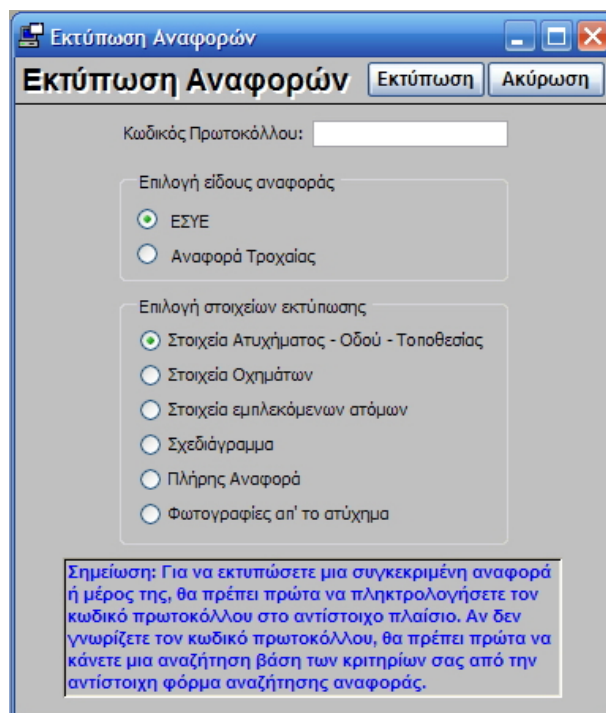 Εκτύπωση Αναφορών
Εκτύπωση Αναφορών Εκτύπωση Ακύρωση
Κωδικός Πρωτοκόλλου:
Επιλογή είδους αναφοράς
ΕΣΥΕ
Αναφορά Τροχαίας
Επιλογή στοιχείων εκτύπωσης
Στοιχεία Ατυχήματος - Οδού - Τοποθεσίας
Στοιχεία Οχημάτων
Στοιχεία εμπλεκόμενων ατόμων
Σχεδιάγραμμα
Πλήρης Αναφορά
Φωτογραφίες απ' το ατύχημα
Σημείωση: Για να εκτυπώσετε μια συγκεκριμένη αναφορά
ή μέρος της, θα πρέπει πρώτα να πληκτρολογήσετε τον
κωδικό πρωτοκόλλου στο αντίστοιχο πλαίσιο. Αν δεν
γνωρίζετε τον κωδικό πρωτοκόλλου, θα πρέπει πρώτα να
κάνετε μια αναζήτηση βάση των κριτηρίων σας από την
αντίστοιχη φόρμα αναζήτησης αναφοράς.